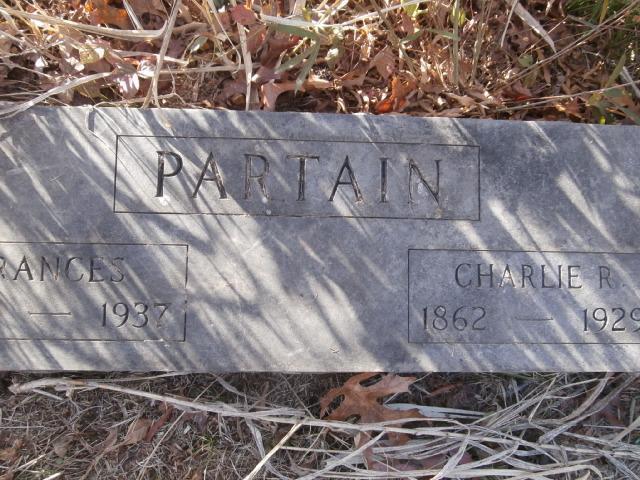 PARTAIN
RANCES
— 1937
CHARLIE R.
1862 — 1929